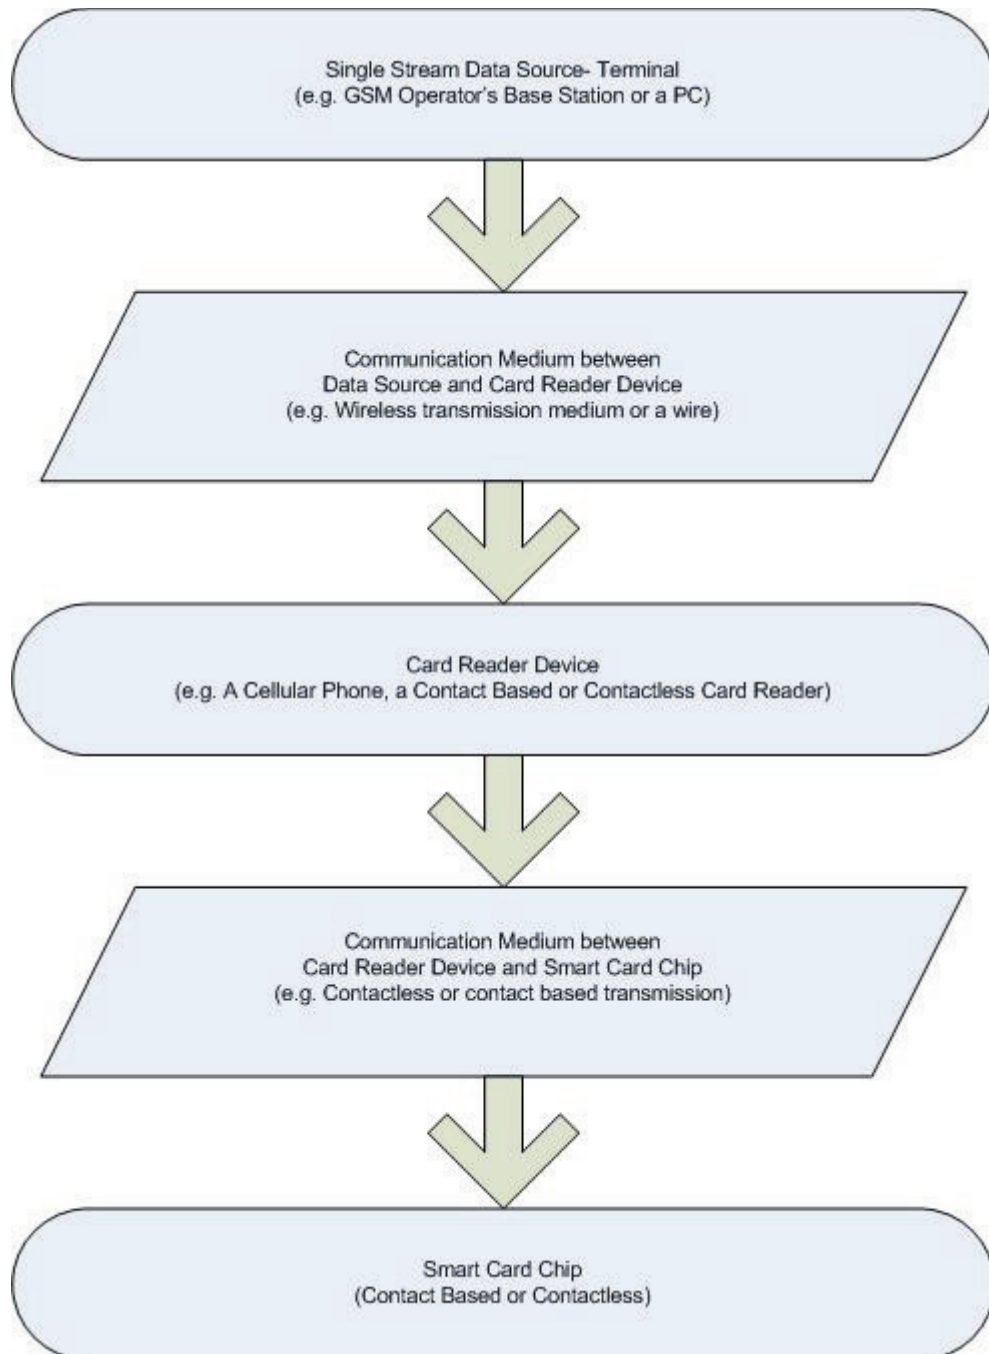 Single Stream Data Source- Terminal
(e.g. GSM Operator's Base Station or a PC)
Communication Medium between
Data Source and Card Reader Device
(e.g. Wireless transmission medium or a wire)
Card Reader Device
(e.g. A Cellular Phone, a Contact Based or Contactless Card Reader)
Communication Medium between
Card Reader Device and Smart Card Chip
(e.g. Contactless or contact based transmission)
Smart Card Chip
(Contact Based or Contactless)